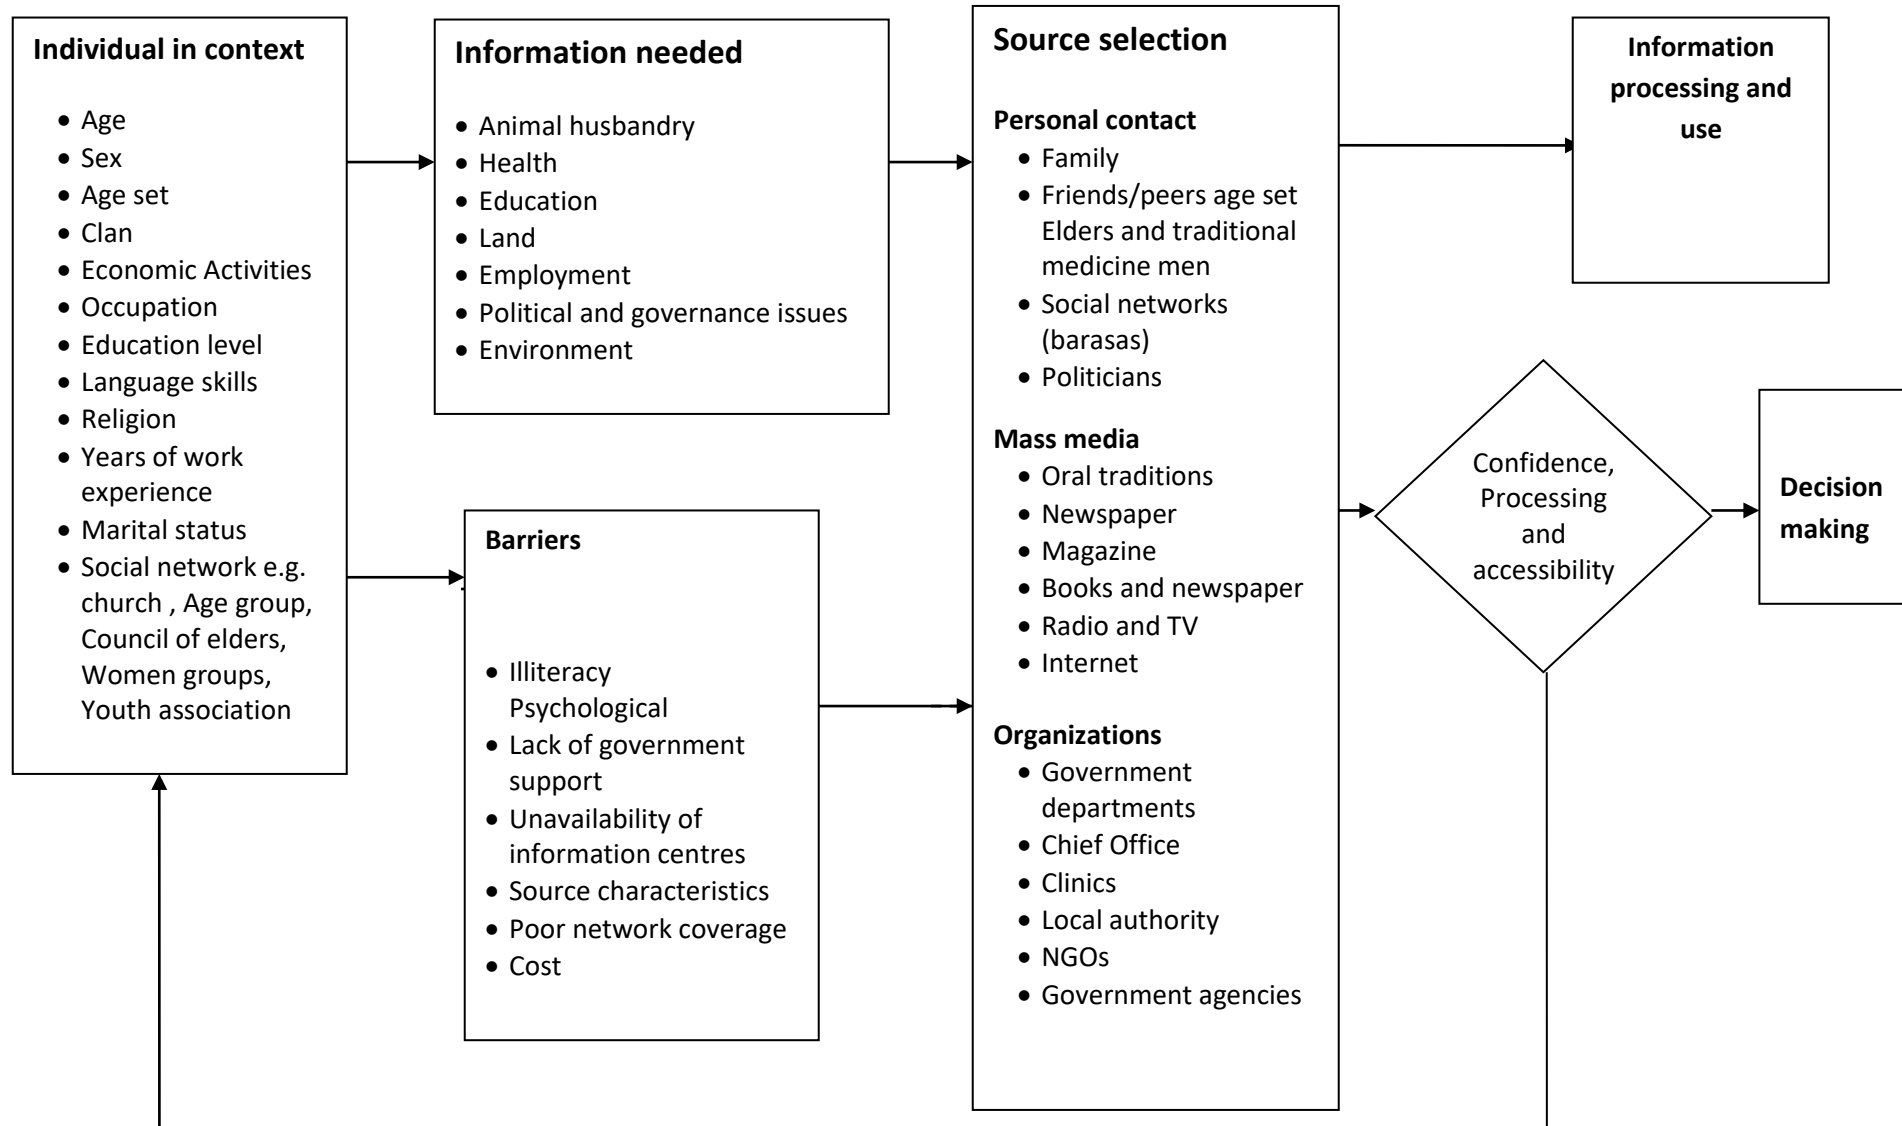 Individual in context
• Age
• Sex
• Age set
• Clan
• Economic Activities
• Occupation
• Education level
• Language skills
• Religion
• Years of work
experience
• Marital status
• Social network e.g.
church , Age group,
Council of elders,
Women groups,
Youth association
Information needed
• Animal husbandry
• Health
• Education
• Land
• Employment
• Political and governance issues
• Environment
Barriers
• Illiteracy
Psychological
• Lack of government
support
• Unavailability of
information centres
• Source characteristics
• Poor network coverage
• Cost
Source selection
Personal contact
• Family
• Friends/peers age set
Elders and traditional
medicine men
• Social networks
(barasas)
• Politicians
Mass media
• Oral traditions
• Newspaper
• Magazine
• Books and newspaper
• Radio and TV
• Internet
Organizations
• Government
departments
• Chief Office
• Clinics
• Local authority
• NGOs
• Government agencies
Information
processing and
use
Confidence,
Processing
and
accessibility
Decision
making